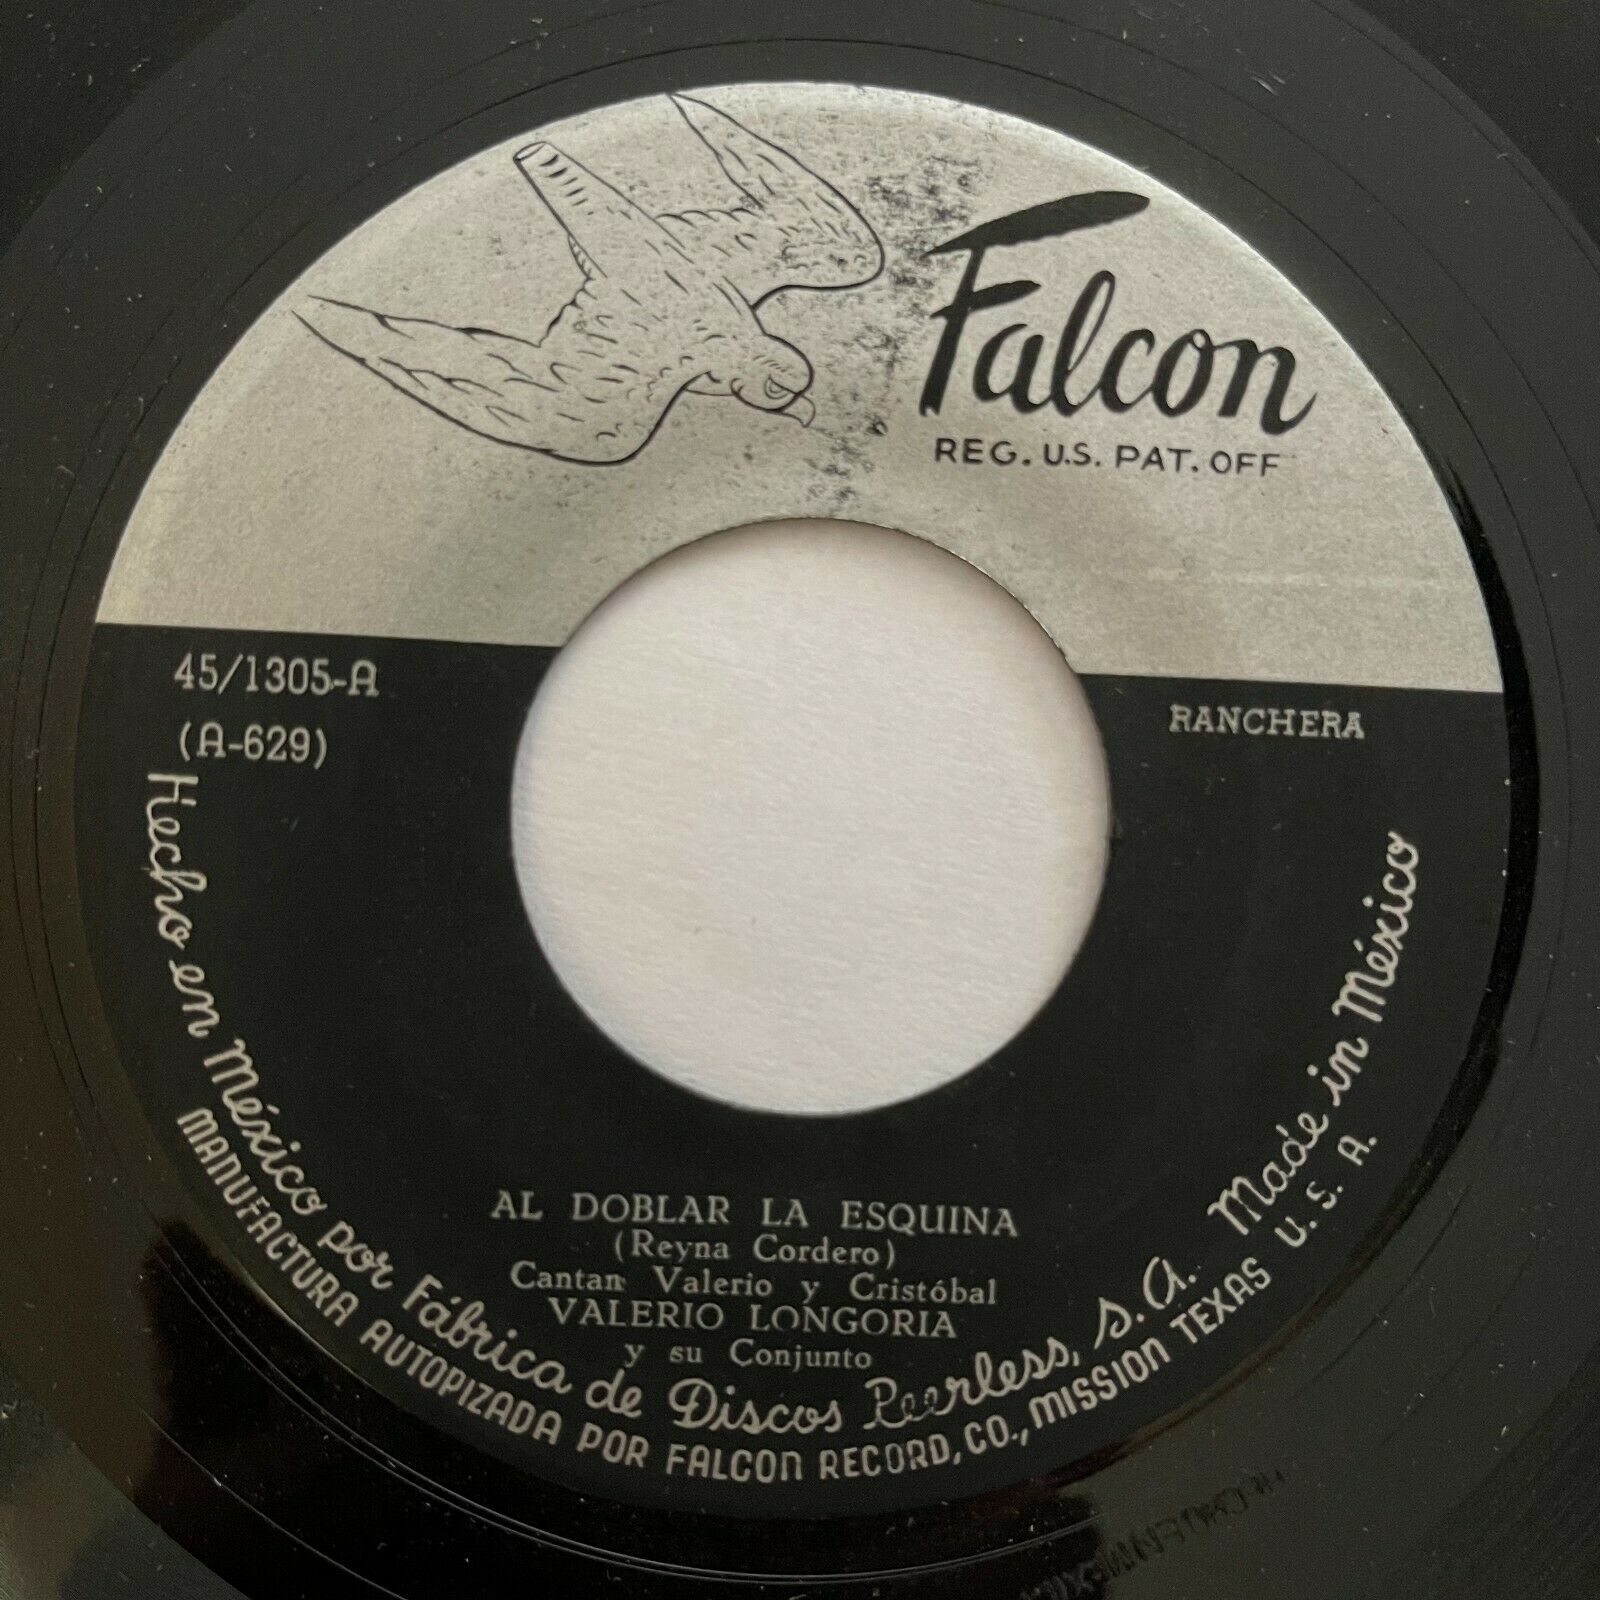 Falcon
REG. U.S. PAT. OFF
45/1305-A
(A-629)
RANCHERA
AL DOBLAR LA ESQUINA
(Reyna Cordero)
Cantan Valerio y Cristóbal
VALERIO LONGORIA
y su Conjunto
Hecho en México por Fábrica de Discos Peerless, S.A. Made in México
MANUFACTURA AUTOPIZADA POR FALCON RECORD, CO., MISSION TEXAS U. S. A.